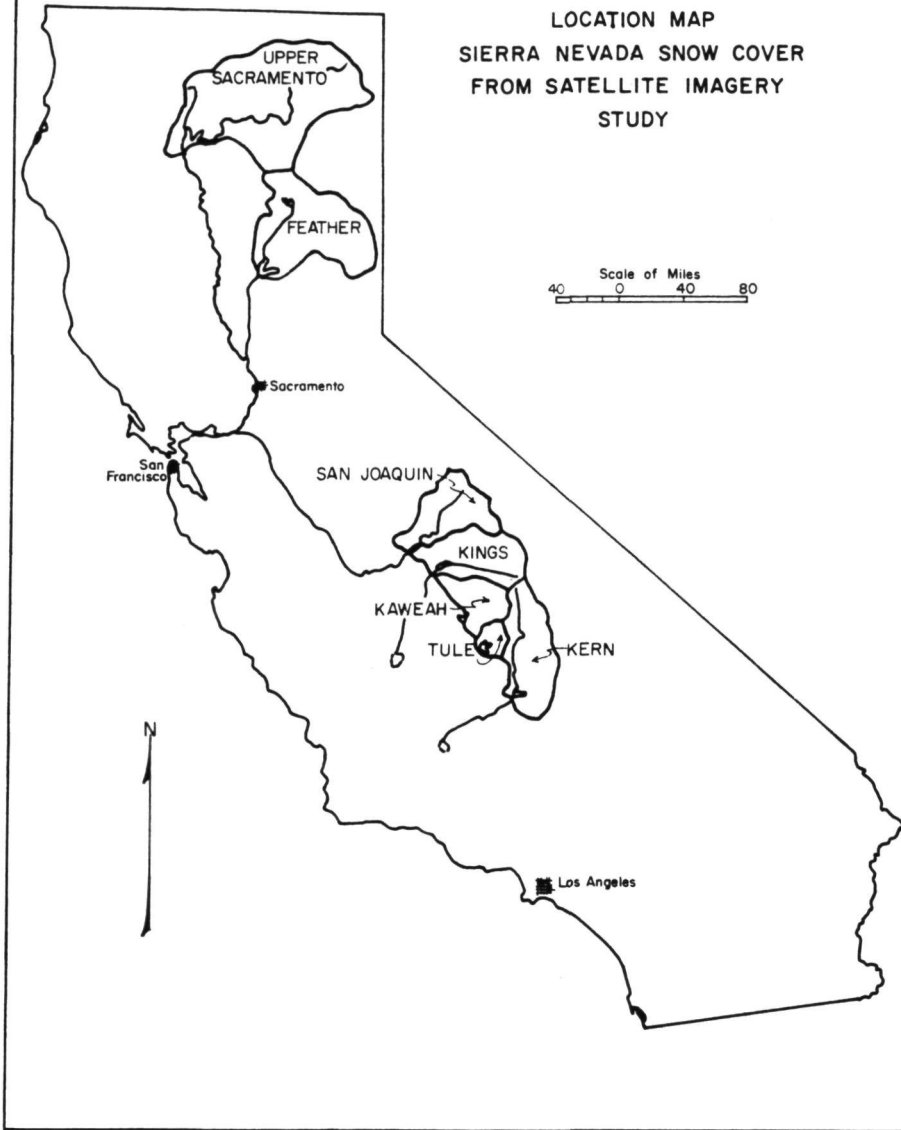 LOCATION MAP
SIERRA NEVADA SNOW COVER
FROM SATELLITE IMAGERY
STUDY
UPPER
SACRAMENTO
FEATHER
Scale of Miles
40 0 40 80
Sacramento
San
Francisco
SAN JOAQUIN
KINGS
KAWEAH
TULE
KERN
N
Los Angeles